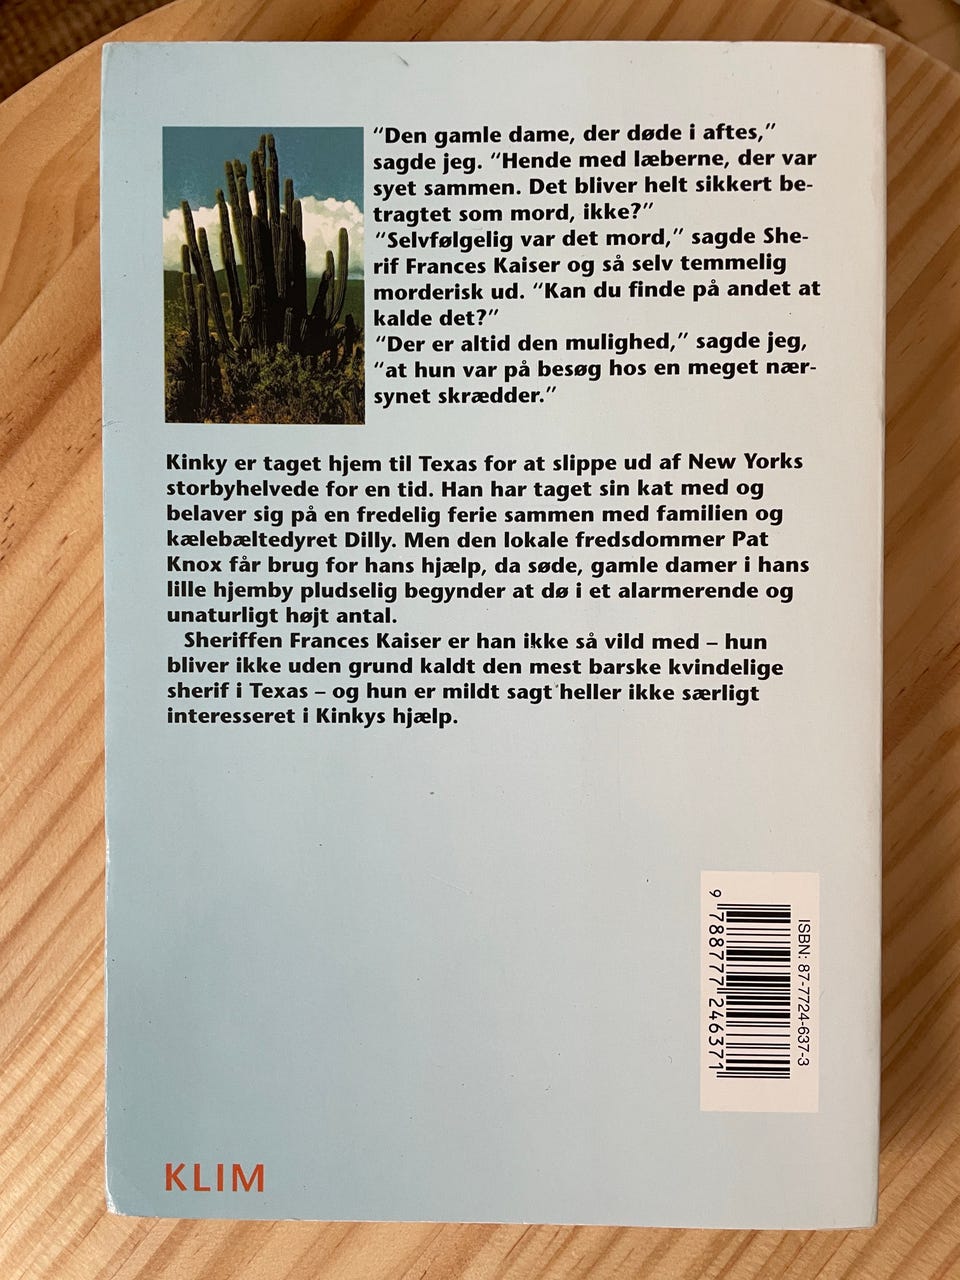 “Den gamle dame, der døde i aftes,”
sagde jeg. “Hende med læberne, der var
syet sammen. Det bliver helt sikkert be-
tragtet som mord, ikke?”
“Selvfølgelig var det mord,” sagde She-
rif Frances Kaiser og så selv temmelig
morderisk ud. “Kan du finde på andet at
kalde det?”
“Der er altid den mulighed,” sagde jeg,
“at hun var på besøg hos en meget nær-
synet skrædder.”
Kinky er taget hjem til Texas for at slippe ud af New Yorks
storbyhelvede for en tid. Han har taget sin kat med og
belaver sig på en fredelig ferie sammen med familien og
kælebæltedyret Dilly. Men den lokale fredsdommer Pat
Knox får brug for hans hjælp, da søde, gamle damer i hans
lille hjemby pludselig begynder at dø i et alarmerende og
unaturligt højt antal.
Sheriffen Frances Kaiser er han ikke så vild med – hun
bliver ikke uden grund kaldt den mest barske kvindelige
sherif i Texas – og hun er mildt sagt heller ikke særligt
interesseret i Kinkys hjælp.
ISBN: 87-7724-637-3
9 788777 246371
KLIM